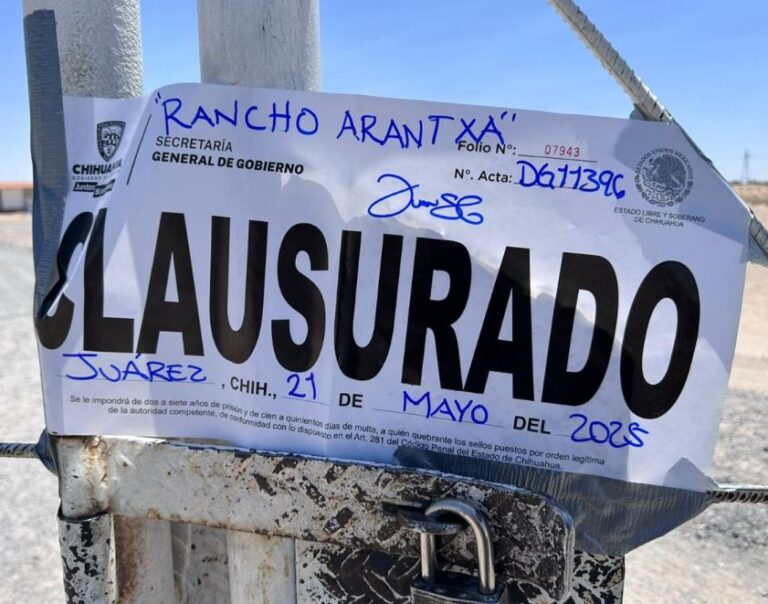 "RANCHO ARANTXA"
CHIHUAHUA
SECRETARÍA
GENERAL DE GOBIERNO
Folio Nº: 07943
Nº. Acta: DG11396
ESTADO LIBRE Y SOBERANO
DE CHIHUAHUA
CLAUSURADO
JUÁREZ, CHIH., 21 DE MAYO DEL 2025
Se le impondrá de dos a siete años de prisión y de cien a quinientos días de multa, a quien quebrante los sellos puestos por orden legítima
de la autoridad competente, de conformidad con lo dispuesto en el Art. 281 del Código Penal del Estado de Chihuahua.